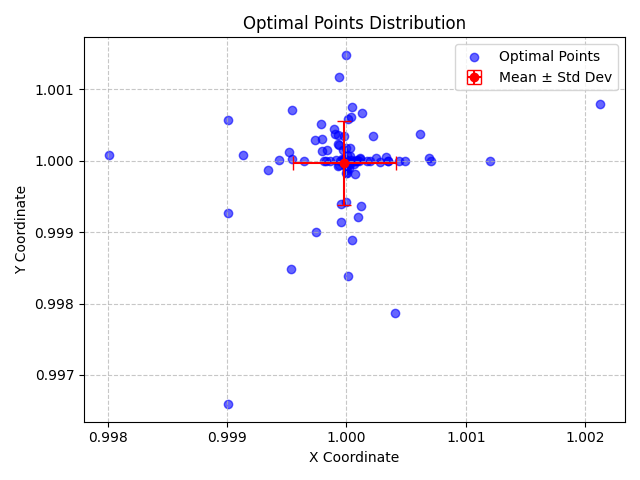 Optimal Points Distribution
Optimal Points
Mean ± Std Dev
1.001
1.000
0.999
0.998
0.997
Y Coordinate
0.998
0.999
1.000
1.001
1.002
X Coordinate